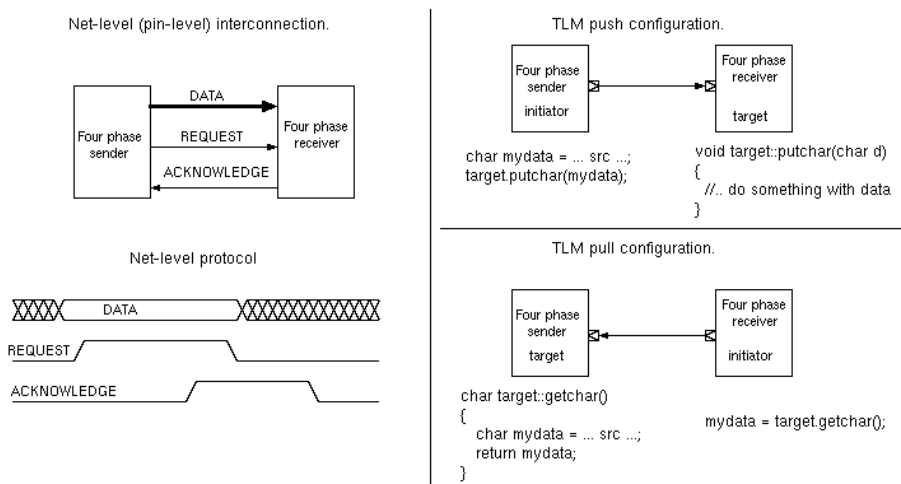 Net-level (pin-level) interconnection.
Four phase
sender
DATA
REQUEST
ACKNOWLEDGE
Four phase
receiver
Net-level protocol
DATA
REQUEST
ACKNOWLEDGE
TLM push configuration.
Four phase
sender
initiator
Four phase
receiver
target
char mydata = ... src ...;
target.putchar(mydata);
void target::putchar(char d)
{
//.. do something with data
}
TLM pull configuration.
Four phase
sender
target
Four phase
receiver
initiator
char target::getchar()
{
char mydata = ... src ...;
return mydata;
}
mydata = target.getchar();